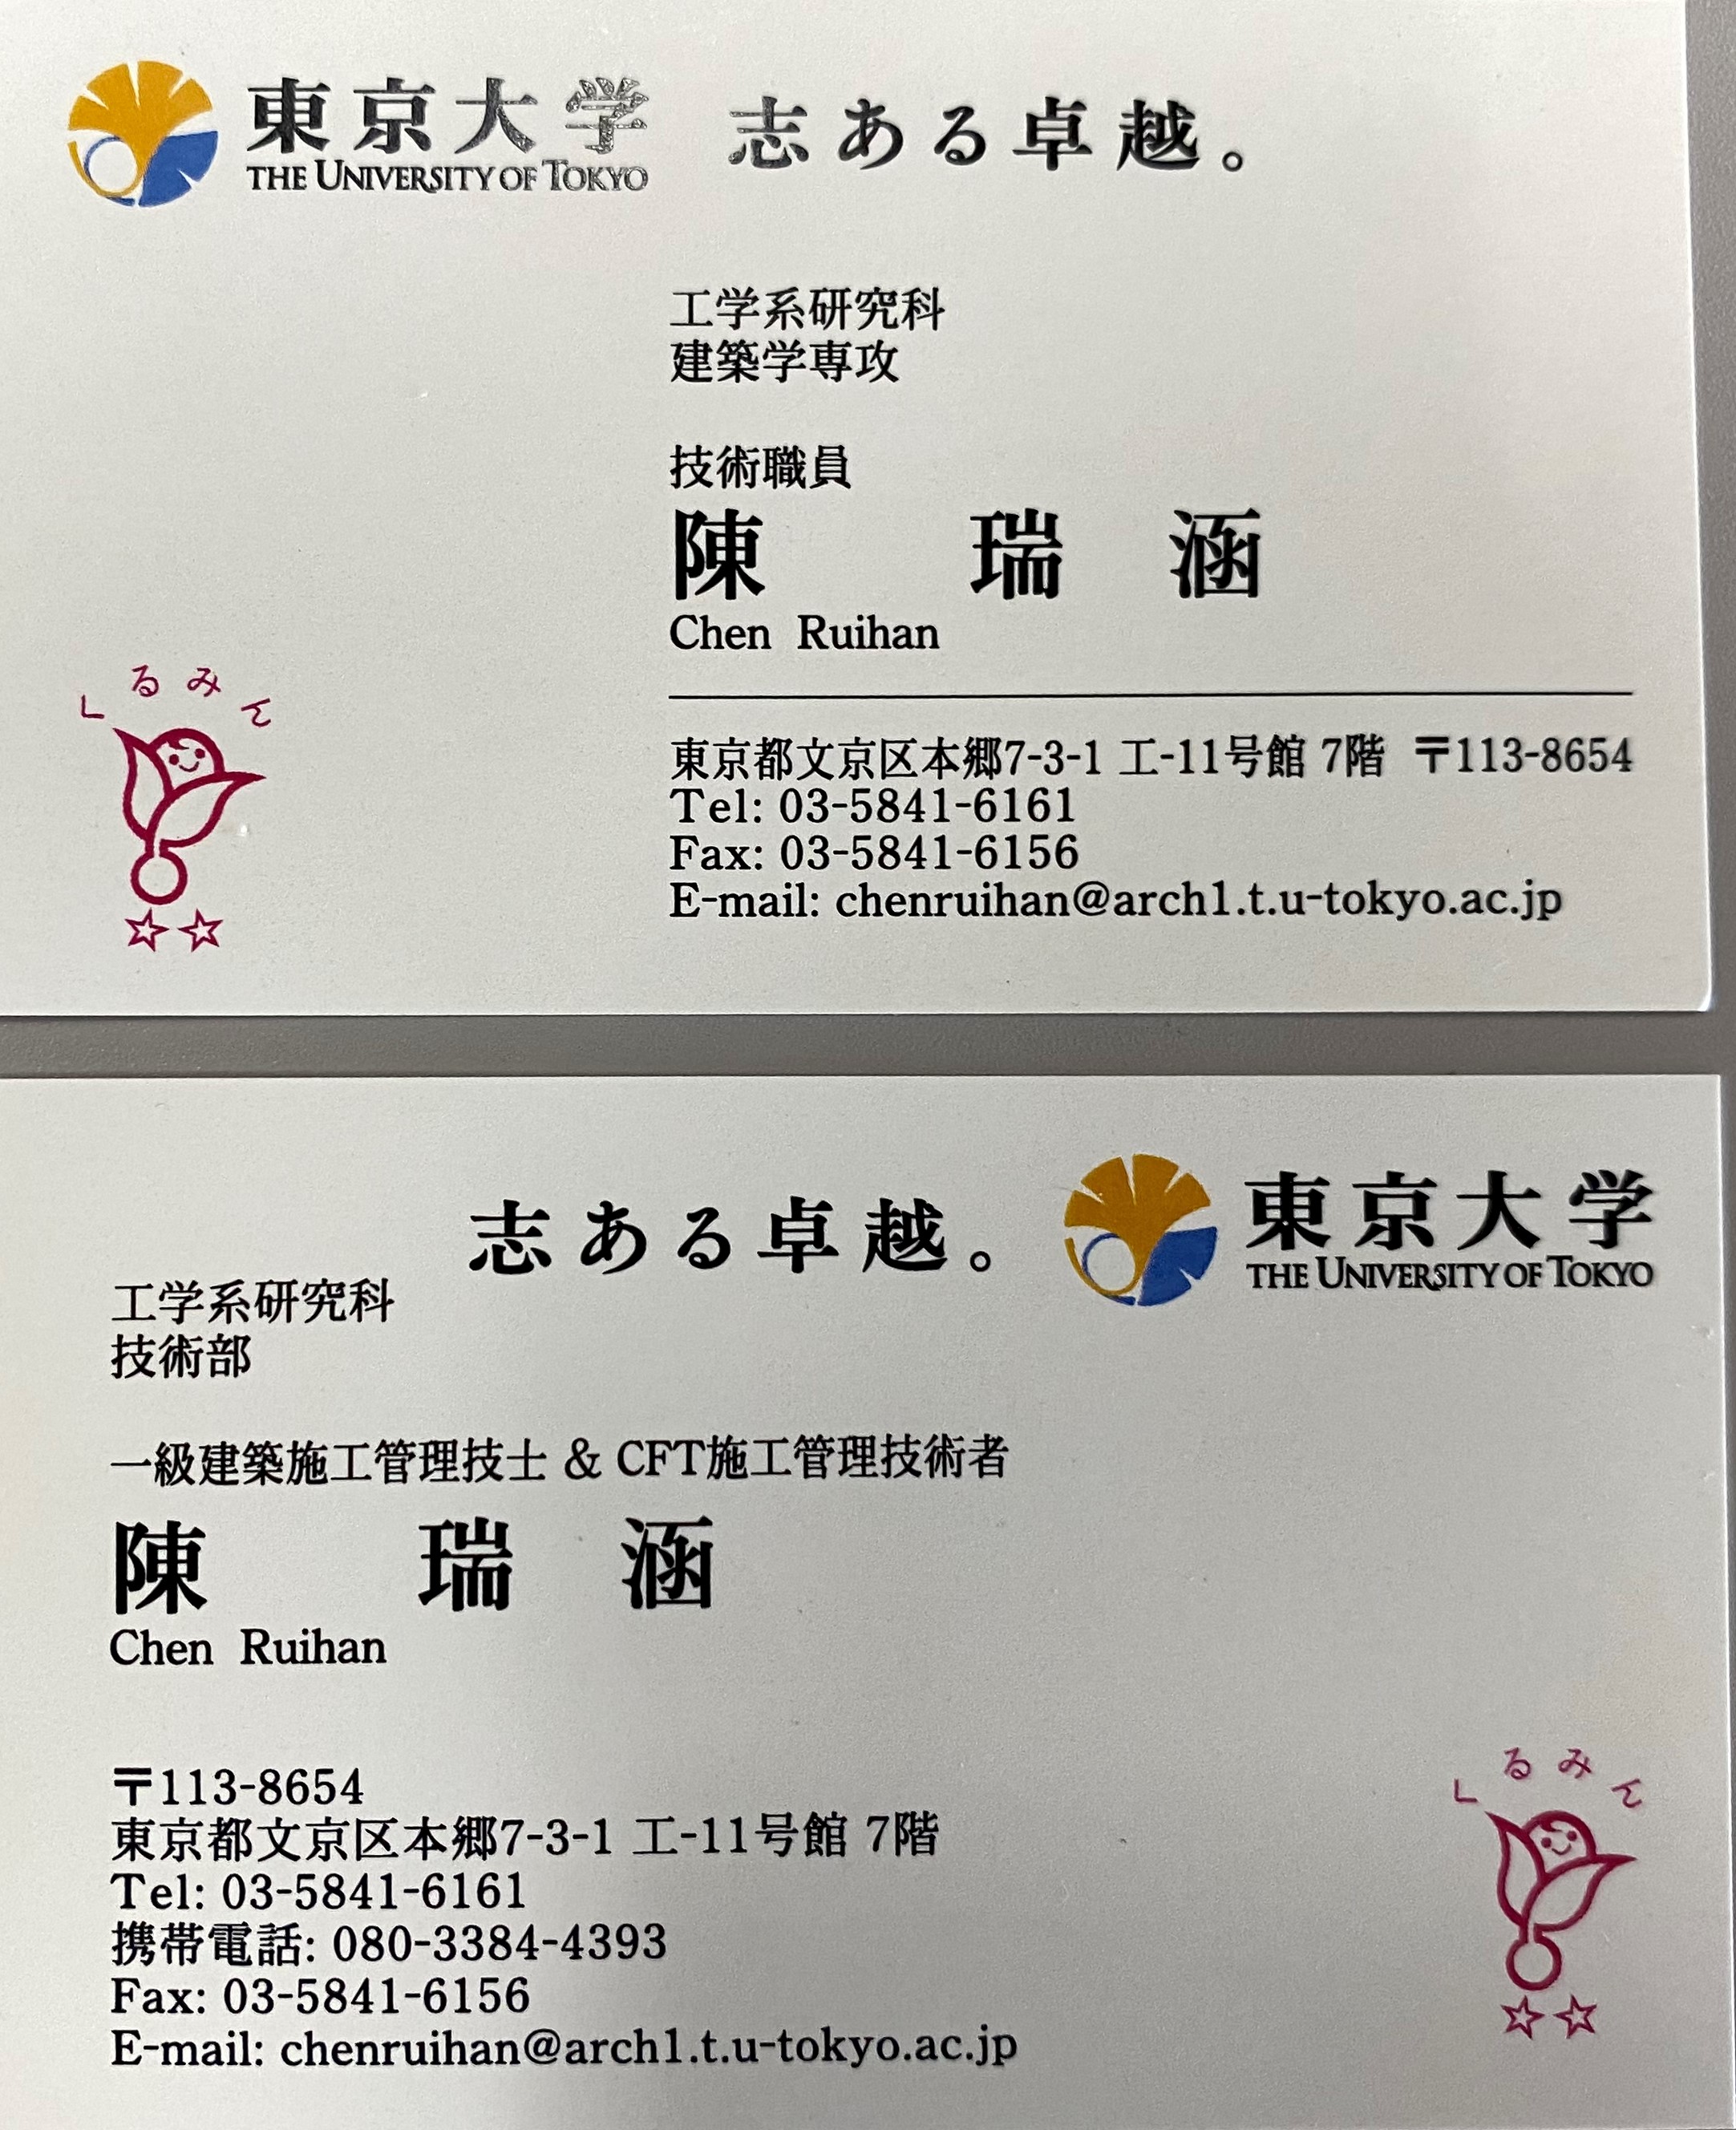 東京大学 志ある卓越。
THE UNIVERSITY OF TOKYO
工学系研究科
建築学専攻
技術職員
陳 瑞 涵
Chen Ruihan
東京都文京区本郷7-3-1 工-11号館 7階 〒113-8654
Tel: 03-5841-6161
Fax: 03-5841-6156
E-mail: chenruihan@arch1.t.u-tokyo.ac.jp
くるみん
志ある卓越。 東京大学
THE UNIVERSITY OF TOKYO
工学系研究科
技術部
一級建築施工管理技士 & CFT施工管理技術者
陳 瑞 涵
Chen Ruihan
〒113-8654
東京都文京区本郷7-3-1 工-11号館 7階
Tel: 03-5841-6161
携帯電話: 080-3384-4393
Fax: 03-5841-6156
E-mail: chenruihan@arch1.t.u-tokyo.ac.jp
くるみん